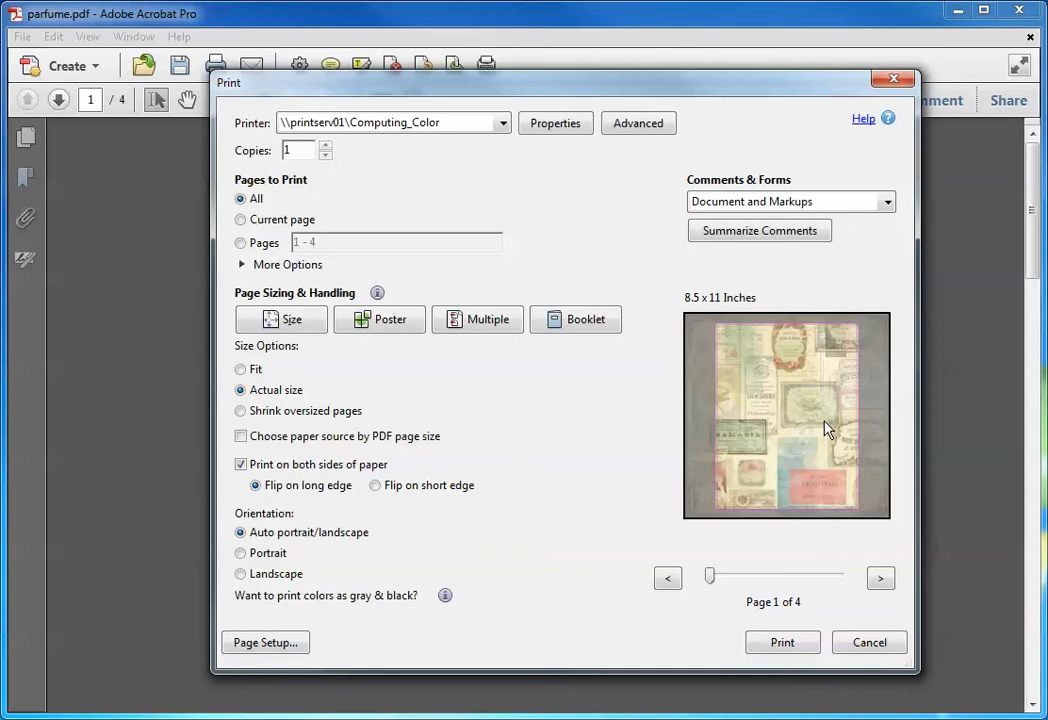 parfume.pdf - Adobe Acrobat Pro
File Edit View Window Help
Create
1 / 4
mment Share
Print
Printer: \\printserv01\Computing_Color Properties Advanced Help
Copies: 1
Pages to Print
All
Current page
Pages 1 - 4
More Options
Comments & Forms
Document and Markups
Summarize Comments
Page Sizing & Handling
Size Poster Multiple Booklet
Size Options:
Fit
Actual size
Shrink oversized pages
Choose paper source by PDF page size
Print on both sides of paper
Flip on long edge Flip on short edge
Orientation:
Auto portrait/landscape
Portrait
Landscape
Want to print colors as gray & black?
8.5 x 11 Inches
< >
Page 1 of 4
Page Setup... Print Cancel